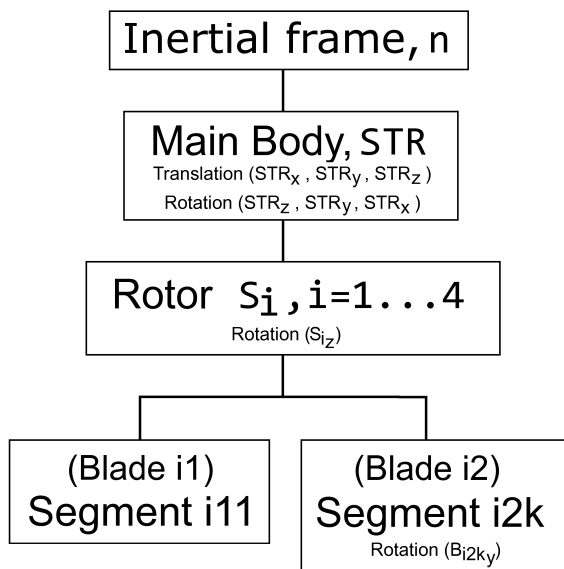 Inertial frame, n
Main Body, STR
Translation (STRx , STRy , STRz )
Rotation (STRz , STRy , STRx )
Rotor Si,i=1...4
Rotation (Siz)
(Blade i1)
Segment i11
(Blade i2)
Segment i2k
Rotation (Bi2ky)